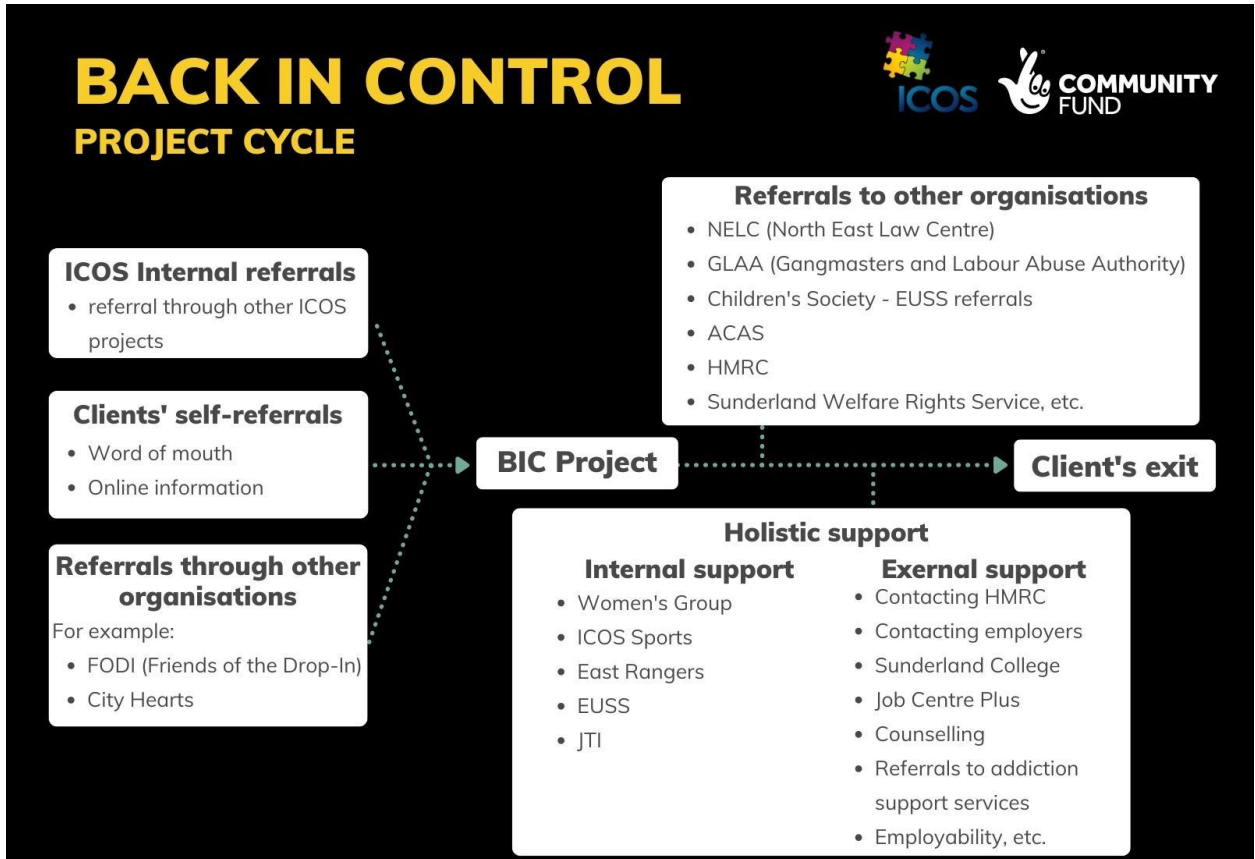 BACK IN CONTROL
PROJECT CYCLE
ICOS
COMMUNITY
FUND
ICOS Internal referrals
• referral through other ICOS
projects
Clients' self-referrals
• Word of mouth
• Online information
Referrals through other
organisations
For example:
• FODI (Friends of the Drop-In)
• City Hearts
BIC Project
Referrals to other organisations
• NELC (North East Law Centre)
• GLAA (Gangmasters and Labour Abuse Authority)
• Children's Society - EUSS referrals
• ACAS
• HMRC
• Sunderland Welfare Rights Service, etc.
Client's exit
Holistic support
Internal support
• Women's Group
• ICOS Sports
• East Rangers
• EUSS
• JTI
Exernal support
• Contacting HMRC
• Contacting employers
• Sunderland College
• Job Centre Plus
• Counselling
• Referrals to addiction
support services
• Employability, etc.